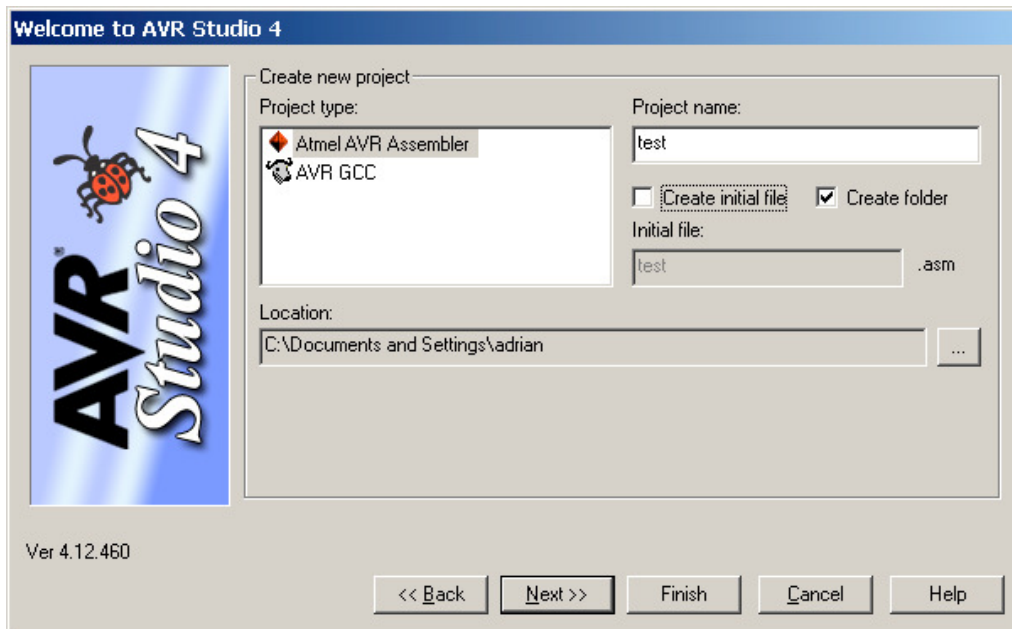 Welcome to AVR Studio 4
AVR® Studio 4
Create new project
Project type:
Atmel AVR Assembler
AVR GCC
Project name:
test
Create initial file
Create folder
Initial file:
test
.asm
Location:
C:\Documents and Settings\adrian
...
Ver 4.12.460
<< Back
Next >>
Finish
Cancel
Help